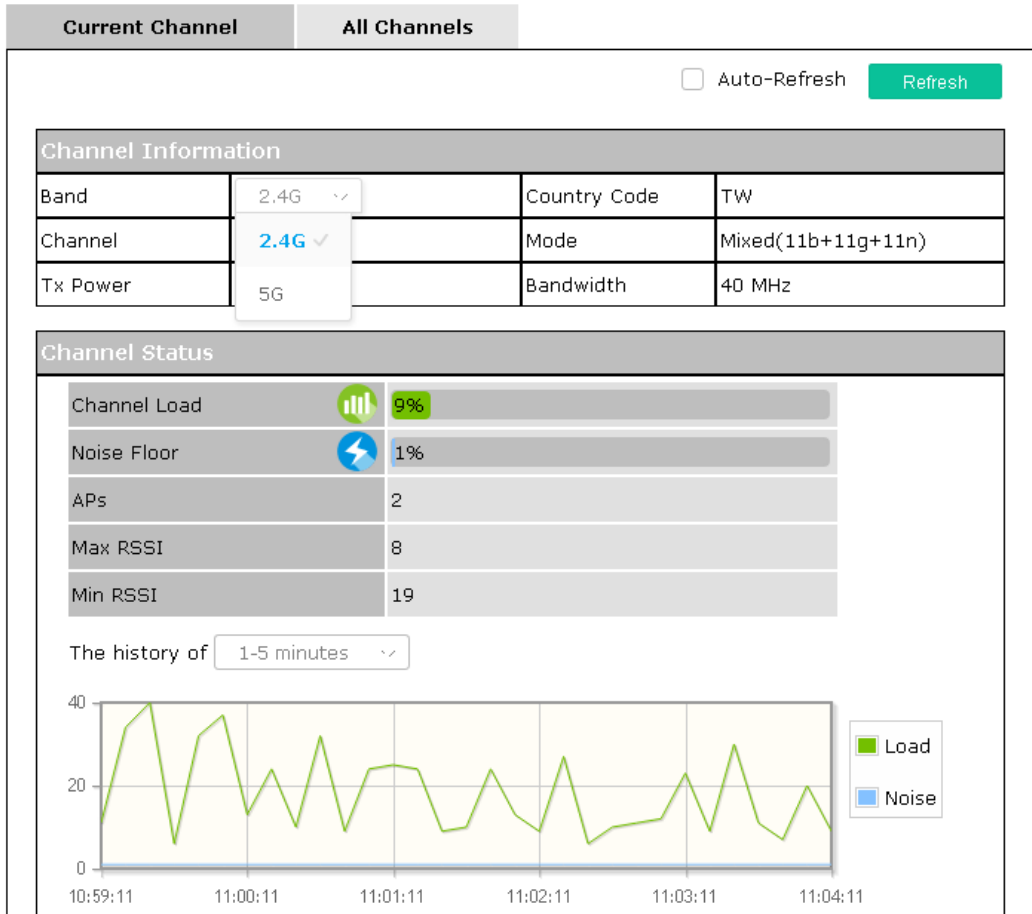 Current Channel All Channels
Auto-Refresh Refresh
Channel Information
Band 2.4G Country Code TW
Channel 2.4G Mode Mixed(11b+11g+11n)
Tx Power 5G Bandwidth 40 MHz
Channel Status
Channel Load 9%
Noise Floor 1%
APs 2
Max RSSI 8
Min RSSI 19
The history of 1-5 minutes
40
Load
20
Noise
0
10:59:11 11:00:11 11:01:11 11:02:11 11:03:11 11:04:11